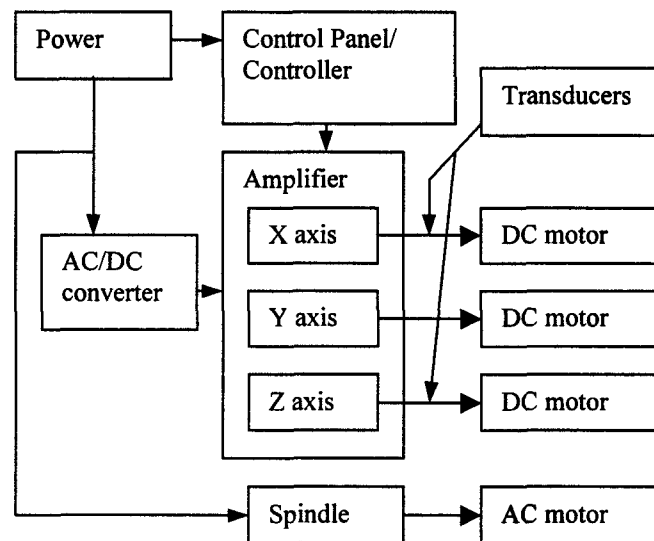 Power
Control Panel/
Controller
Transducers
Amplifier
X axis
DC motor
AC/DC
converter
Y axis
DC motor
Z axis
DC motor
Spindle
AC motor